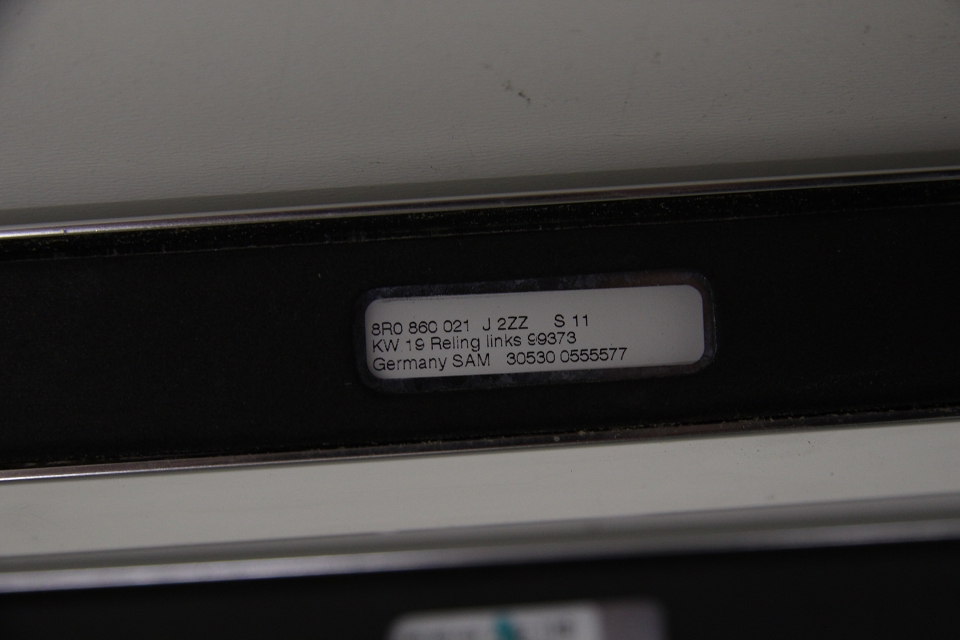 8R0 860 021 J 2ZZ S 11
KW 19 Reling links 99373
Germany SAM 30530 0555577